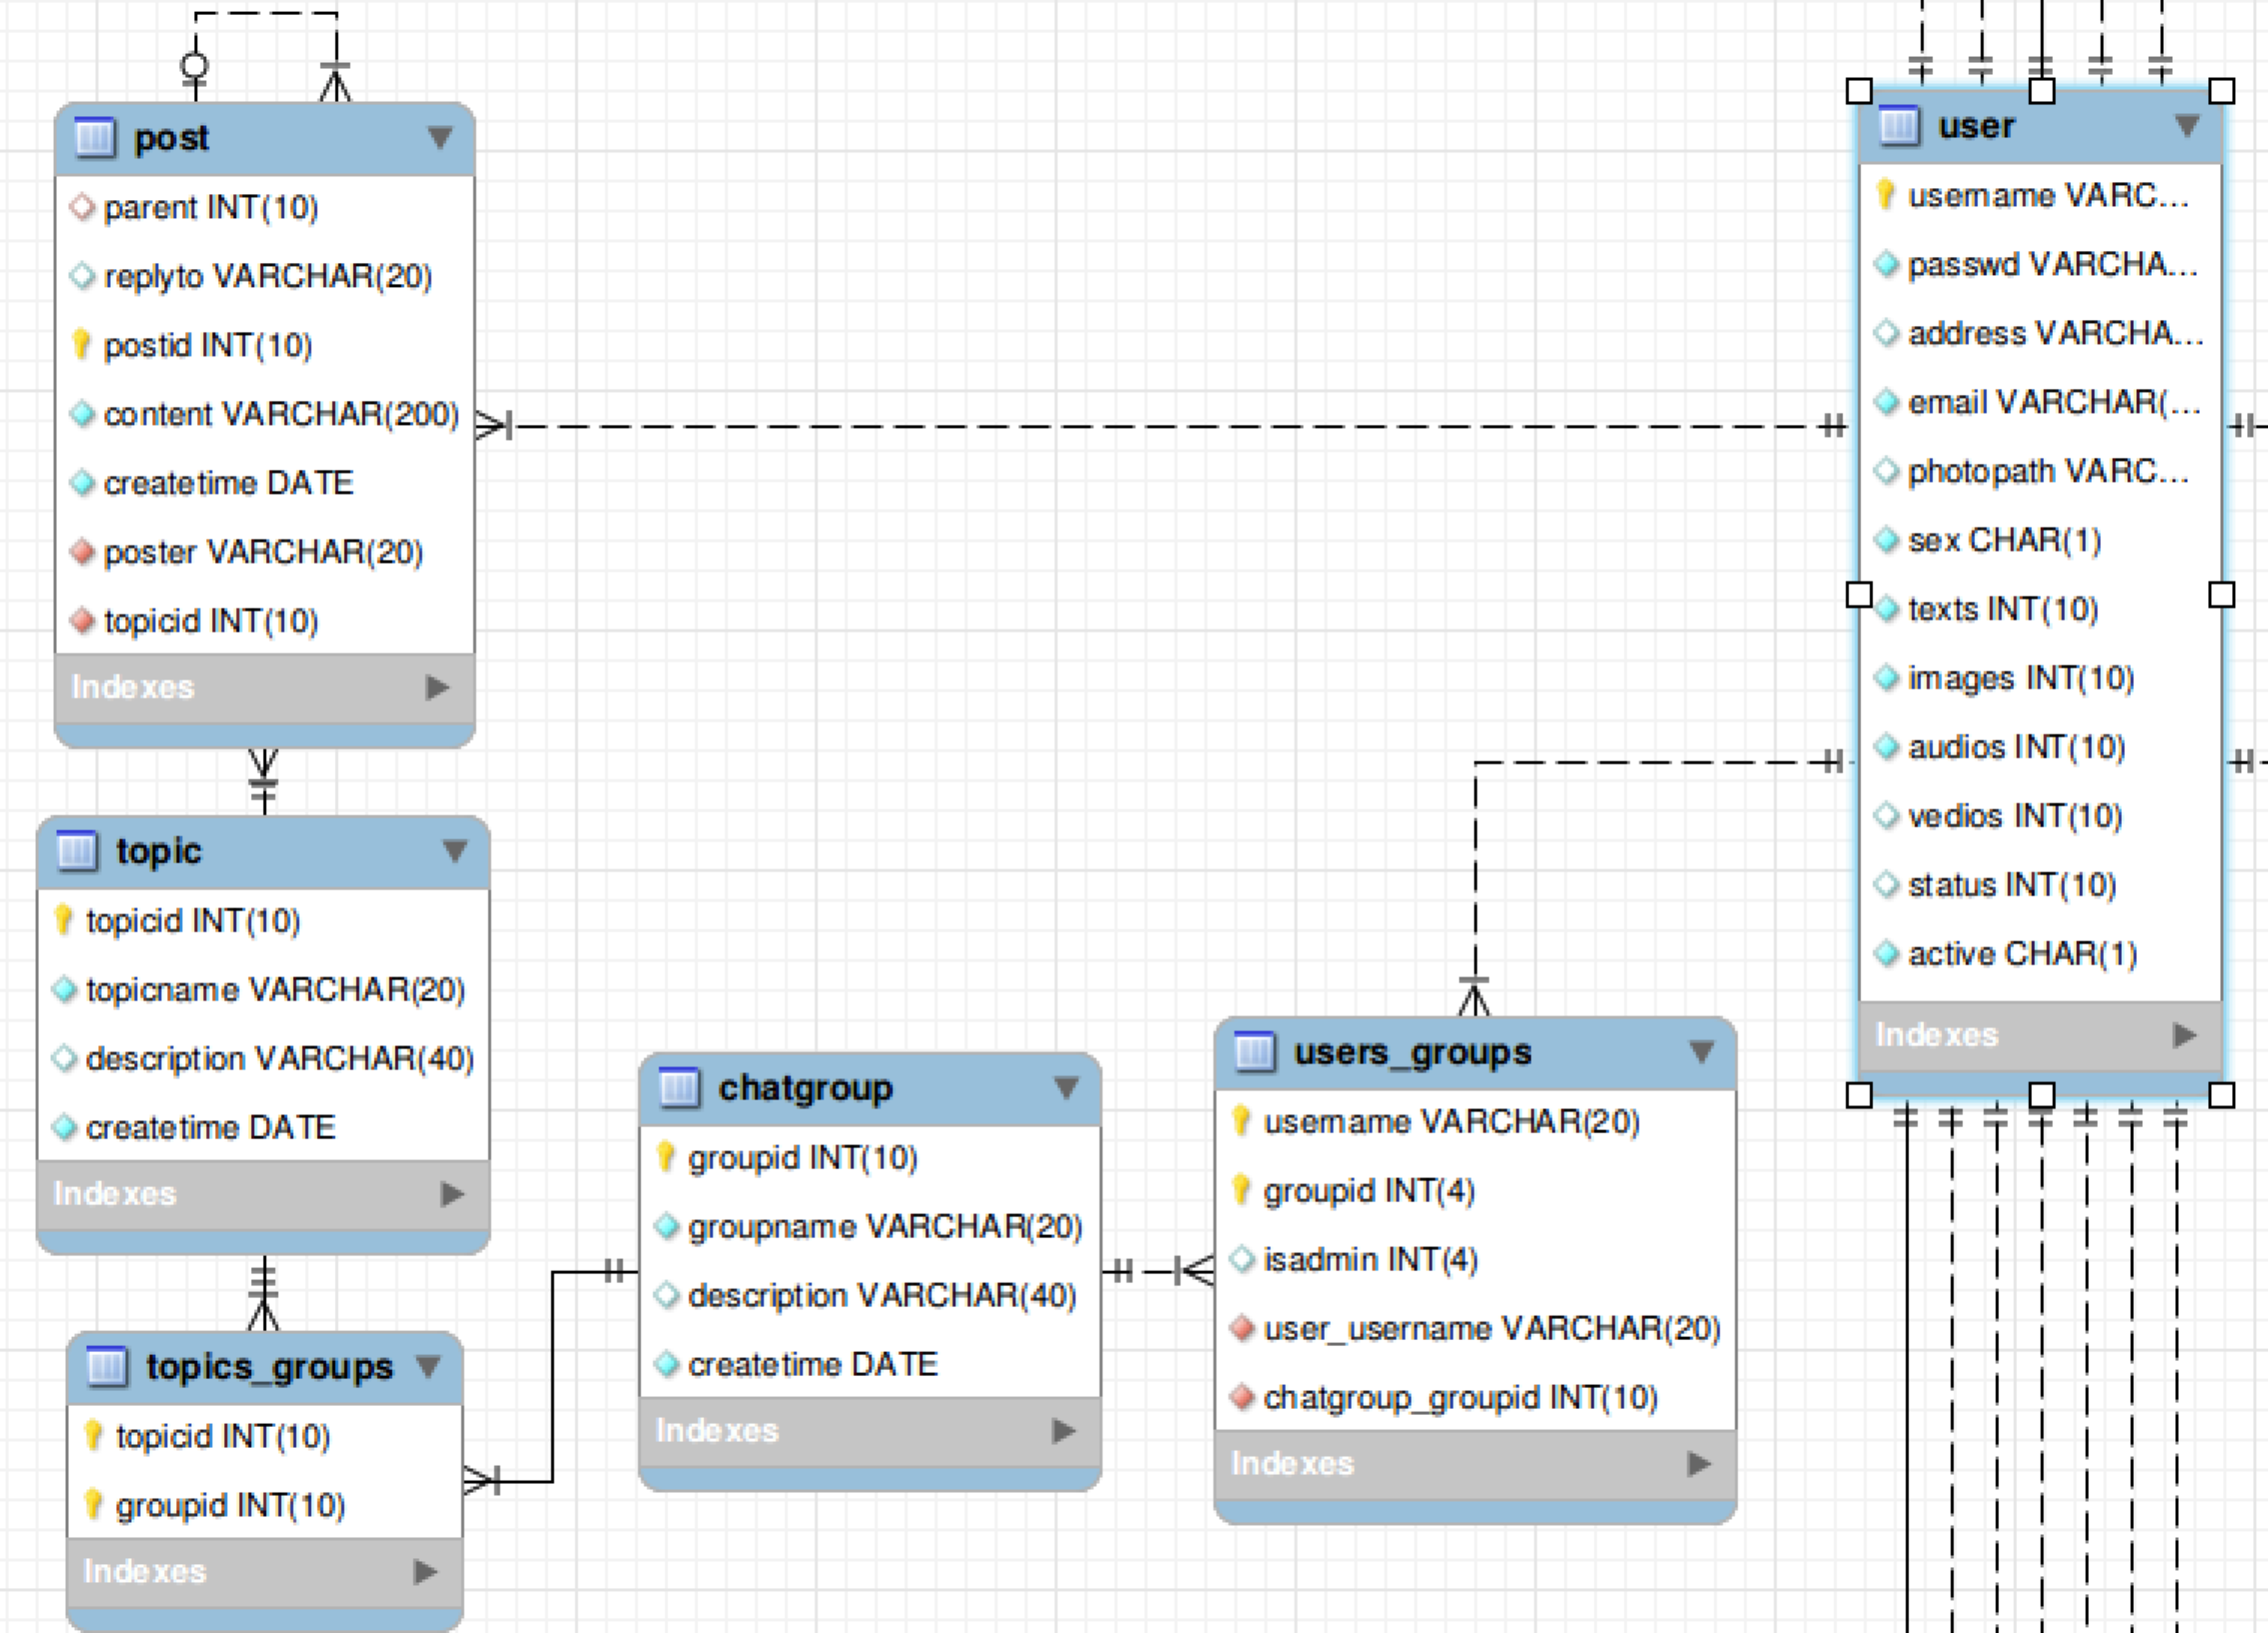 post
parent INT(10)
replyto VARCHAR(20)
postid INT(10)
content VARCHAR(200)
createtime DATE
poster VARCHAR(20)
topicid INT(10)
Indexes
topic
topicid INT(10)
topicname VARCHAR(20)
description VARCHAR(40)
createtime DATE
Indexes
topics_groups
topicid INT(10)
groupid INT(10)
Indexes
chatgroup
groupid INT(10)
groupname VARCHAR(20)
description VARCHAR(40)
createtime DATE
Indexes
users_groups
username VARCHAR(20)
groupid INT(4)
isadmin INT(4)
user_username VARCHAR(20)
chatgroup_groupid INT(10)
Indexes
user
username VARC...
passwd VARCHA...
address VARCHA...
email VARCHAR(...
photopath VARC...
sex CHAR(1)
texts INT(10)
images INT(10)
audios INT(10)
vedios INT(10)
status INT(10)
active CHAR(1)
Indexes